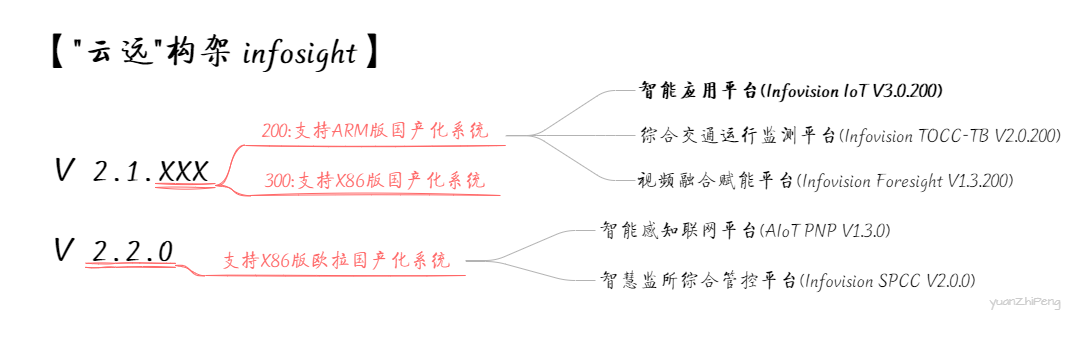 【"云远"构架 infosight】
V 2.1.XXX
200:支持ARM版国产化系统
智能应用平台(Infovision IoT V3.0.200)
综合交通运行监测平台(Infovision TOCC-TB V2.0.200)
视频融合赋能平台(Infovision Foresight V1.3.200)
300:支持X86版国产化系统
V 2.2.0
支持X86版欧拉国产化系统
智能感知联网平台(AIoT PNP V1.3.0)
智慧监所综合管控平台(Infovision SPCC V2.0.0)
yuanZhiPeng